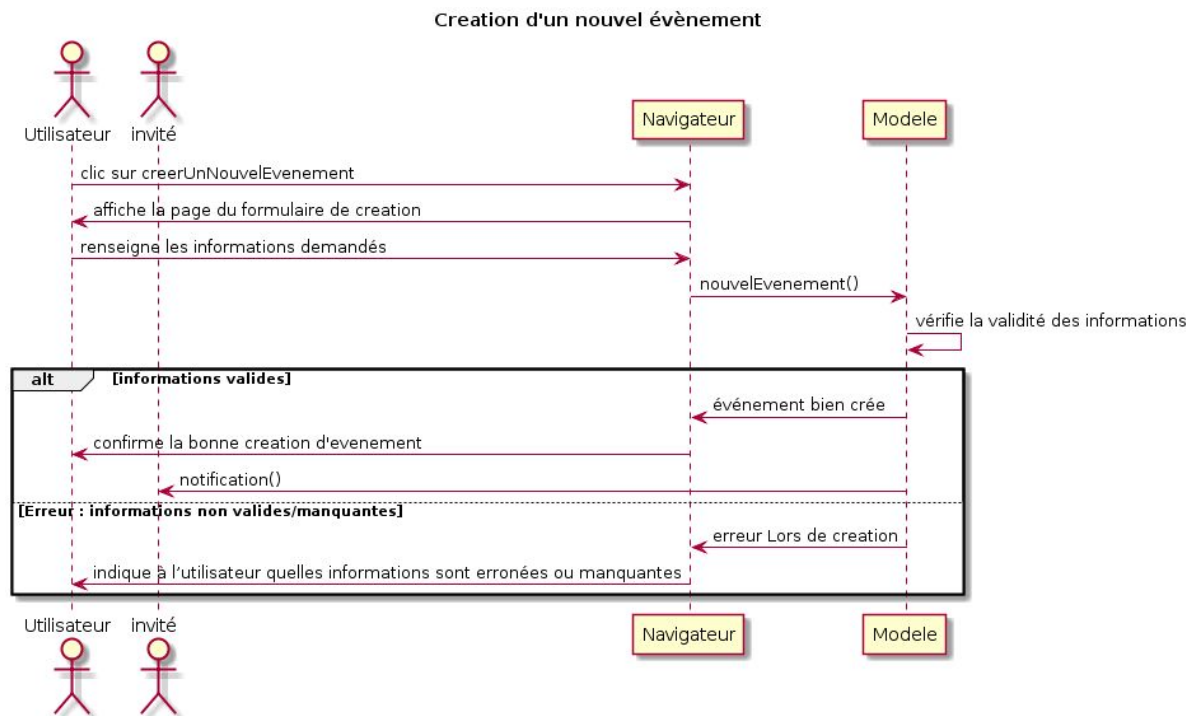 Creation d'un nouvel évènement
Utilisateur invité Navigateur Modele
clic sur creerUnNouvelEvenement
affiche la page du formulaire de creation
renseigne les informations demandés
nouvelEvenement()
vérifie la validité des informations
alt [informations valides]
événement bien crée
confirme la bonne creation d'evenement
notification()
[Erreur : informations non valides/manquantes]
erreur Lors de creation
indique à l’utilisateur quelles informations sont erronées ou manquantes
Utilisateur invité Navigateur Modele